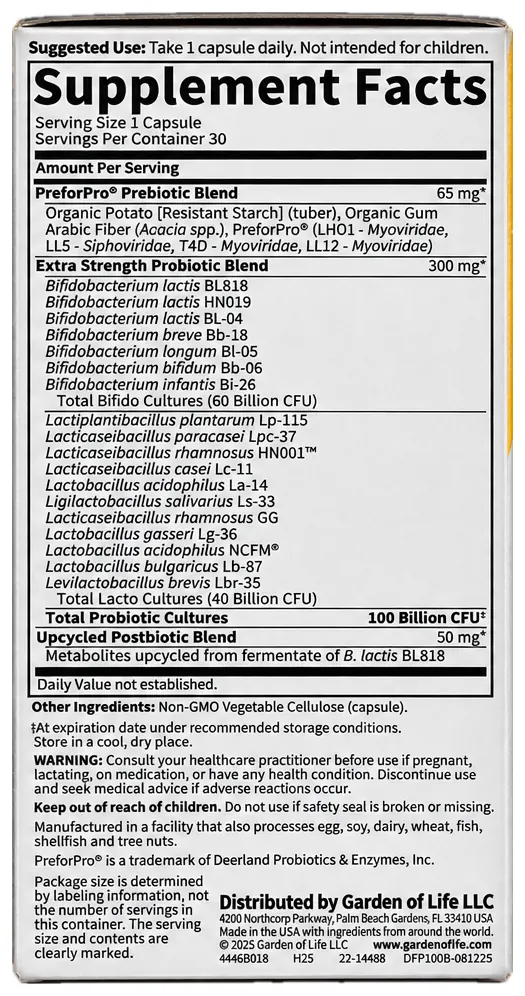 Suggested Use: Take 1 capsule daily. Not intended for children.
Supplement Facts
Serving Size 1 Capsule
Servings Per Container 30
Amount Per Serving
PreforPro® Prebiotic Blend 65 mg*
Organic Potato [Resistant Starch] (tuber), Organic Gum
Arabic Fiber (Acacia spp.), PreforPro® (LHO1 - Myoviridae,
LL5 - Siphoviridae, T4D - Myoviridae, LL12 - Myoviridae)
Extra Strength Probiotic Blend 300 mg*
Bifidobacterium lactis BL818
Bifidobacterium lactis HN019
Bifidobacterium lactis BL-04
Bifidobacterium breve Bb-18
Bifidobacterium longum Bl-05
Bifidobacterium bifidum Bb-06
Bifidobacterium infantis Bi-26
Total Bifido Cultures (60 Billion CFU)
Lactiplantibacillus plantarum Lp-115
Lacticaseibacillus paracasei Lpc-37
Lacticaseibacillus rhamnosus HN001™
Lacticaseibacillus casei Lc-11
Lactobacillus acidophilus La-14
Ligilactobacillus salivarius Ls-33
Lacticaseibacillus rhamnosus GG
Lactobacillus gasseri Lg-36
Lactobacillus acidophilus NCFM®
Lactobacillus bulgaricus Lb-87
Levilactobacillus brevis Lbr-35
Total Lacto Cultures (40 Billion CFU)
Total Probiotic Cultures 100 Billion CFU‡
Upcycled Postbiotic Blend 50 mg*
Metabolites upcycled from fermentate of B. lactis BL818
Daily Value not established.
Other Ingredients: Non-GMO Vegetable Cellulose (capsule).
‡At expiration date under recommended storage conditions.
Store in a cool, dry place.
WARNING: Consult your healthcare practitioner before use if pregnant,
lactating, on medication, or have any health condition. Discontinue use
and seek medical advice if adverse reactions occur.
Keep out of reach of children. Do not use if safety seal is broken or missing.
Manufactured in a facility that also processes egg, soy, dairy, wheat, fish,
shellfish and tree nuts.
PreforPro® is a trademark of Deerland Probiotics & Enzymes, Inc.
Package size is determined
by labeling information, not
the number of servings in
this container. The serving
size and contents are
clearly marked.
Distributed by Garden of Life LLC
4200 Northcorp Parkway, Palm Beach Gardens, FL 33410 USA
Made in the USA with ingredients from around the world.
© 2025 Garden of Life LLC www.gardenoflfe.com
4446B018 H25 22-14488 DFP100B-081225